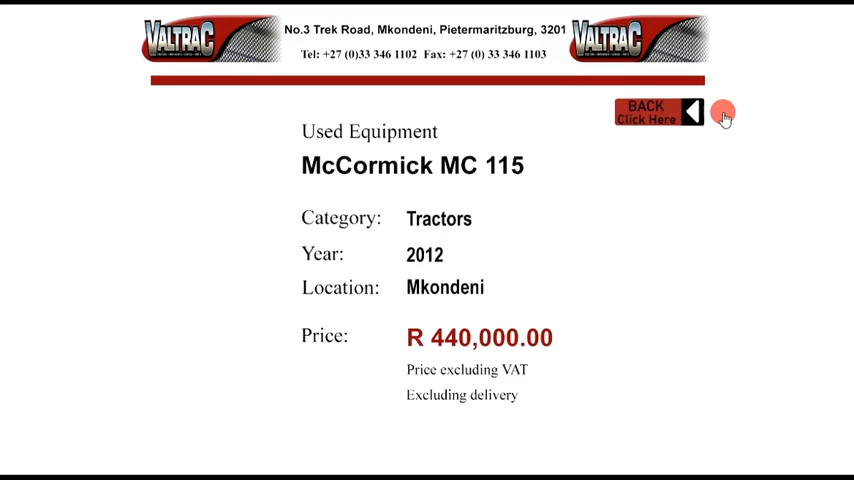 VALTRAC
No.3 Trek Road, Mkondeni, Pietermaritzburg, 3201
Tel: +27 (0)33 346 1102 Fax: +27 (0) 33 346 1103
VALTRAC
BACK
Click Here
Used Equipment
McCormick MC 115
Category: Tractors
Year: 2012
Location: Mkondeni
Price: R 440,000.00
Price excluding VAT
Excluding delivery